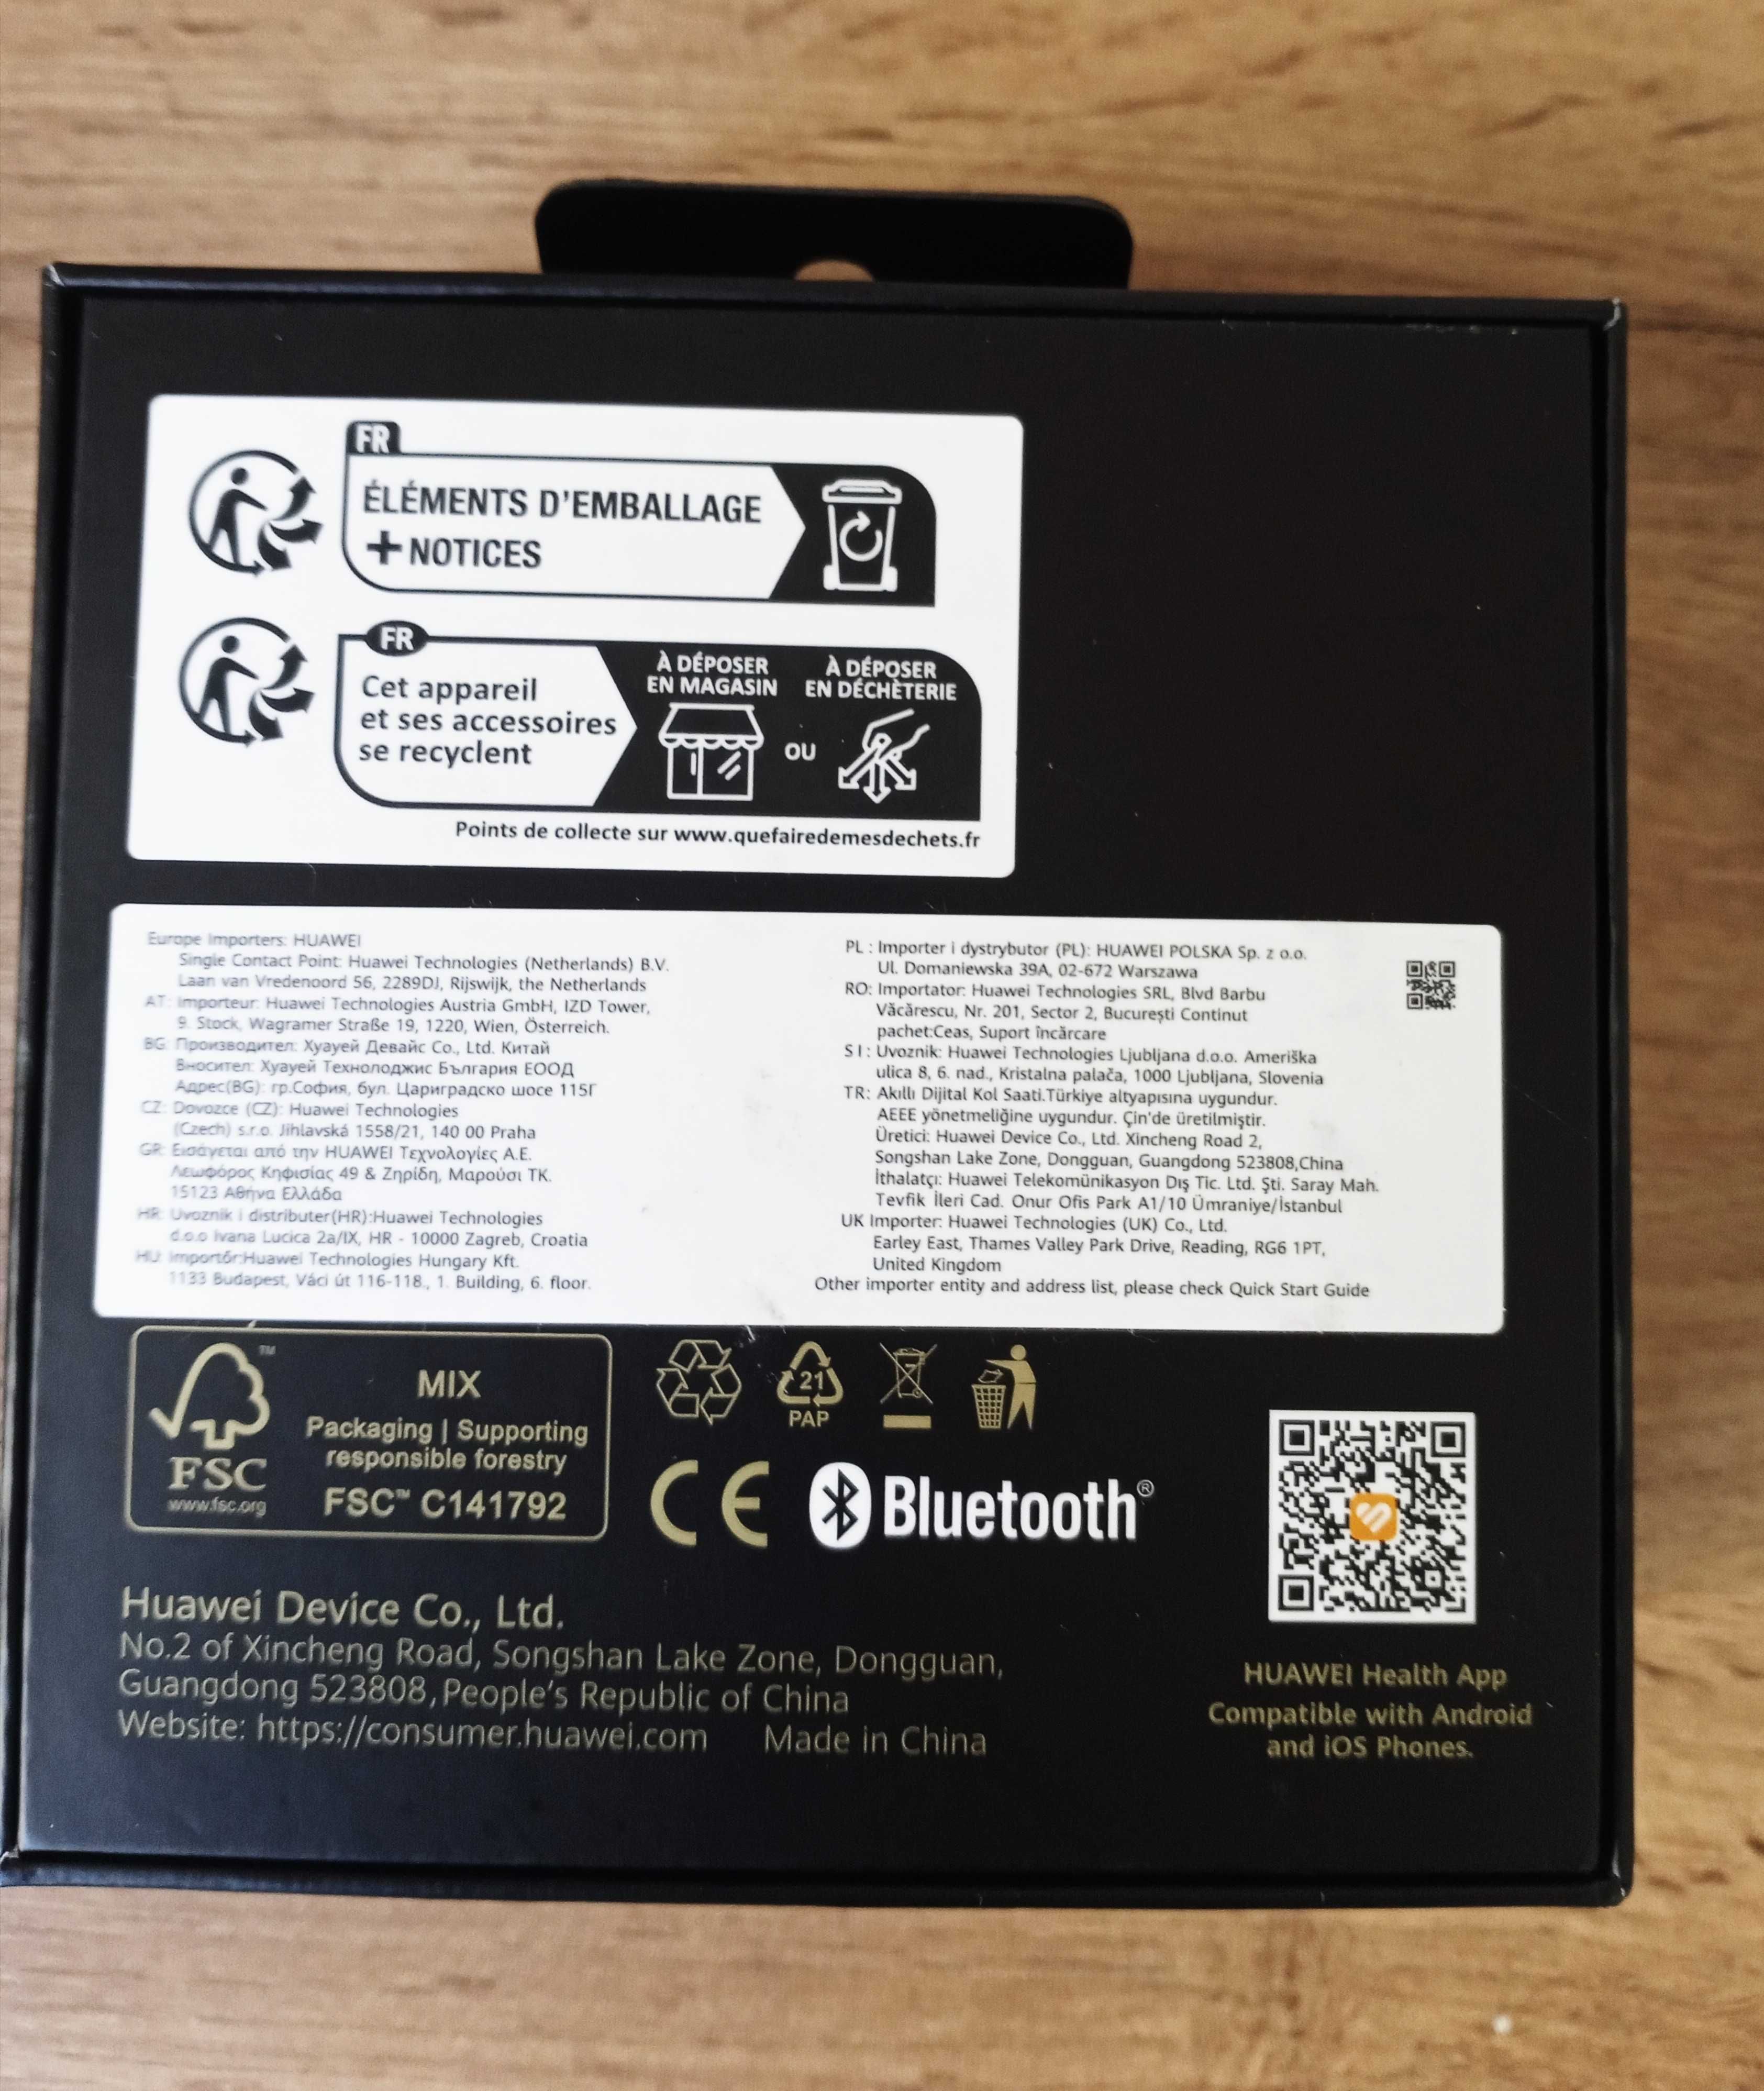 FR
ÉLÉMENTS D'EMBALLAGE
+ NOTICES
FR
Cet appareil
et ses accessoires
se recyclent
À DÉPOSER
EN MAGASIN
OU
À DÉPOSER
EN DÉCHÈTERIE
Points de collecte sur www.quefairedemesdechets.fr
Europe Importers: HUAWEI
Single Contact Point: Huawei Technologies (Netherlands) B.V.
Laan van Vredenoord 56, 2289DJ, Rijswijk, the Netherlands
AT: Importeur: Huawei Technologies Austria GmbH, IZD Tower,
9. Stock, Wagramer Straße 19, 1220, Wien, Österreich.
BG: Производител: Хуауей Девайс Co., Ltd. Китай
Вносител: Хуауей Технолоджис България ЕООД
Адрес(BG): гр.София, бул. Цариградско шосе 115Г
CZ: Dovozce (CZ): Huawei Technologies
(Czech) s.r.o. Jihlavská 1558/21, 140 00 Praha
GR: Εισάγεται από την HUAWEI Τεχνολογίες Α.Ε.
Λεωφόρος Κηφισίας 49 & Ζηρίδη, Μαρούσι ΤΚ.
15123 Αθήνα Ελλάδα
HR: Uvoznik i distributer(HR):Huawei Technologies
d.o.o Ivana Lucica 2a/IX, HR - 10000 Zagreb, Croatia
HU: Importőr:Huawei Technologies Hungary Kft.
1133 Budapest, Váci út 116-118., 1. Building, 6. floor.
PL : Importer i dystrybutor (PL): HUAWEI POLSKA Sp. z o.o.
Ul. Domaniewska 39A, 02-672 Warszawa
RO: Importator: Huawei Technologies SRL, Blvd Barbu
Văcărescu, Nr. 201, Sector 2, București Continut
pachet:Ceas, Suport încărcare
S I : Uvoznik: Huawei Technologies Ljubljana d.o.o. Ameriška
ulica 8, 6. nad., Kristalna palača, 1000 Ljubljana, Slovenia
TR: Akıllı Dijital Kol Saati.Türkiye altyapısına uygundur.
AEEE yönetmeliğine uygundur. Çin'de üretilmiştir.
Üretici: Huawei Device Co., Ltd. Xincheng Road 2,
Songshan Lake Zone, Dongguan, Guangdong 523808,China
İthalatçı: Huawei Telekomünikasyon Dış Tic. Ltd. Şti. Saray Mah.
Tevfik İleri Cad. Onur Ofis Park A1/10 Ümraniye/İstanbul
UK Importer: Huawei Technologies (UK) Co., Ltd.
Earley East, Thames Valley Park Drive, Reading, RG6 1PT,
United Kingdom
Other importer entity and address list, please check Quick Start Guide
TM
FSC
www.fsc.org
MIX
Packaging | Supporting
responsible forestry
FSC™ C141792
21
PAP
CE
Bluetooth®
Huawei Device Co., Ltd.
No.2 of Xincheng Road, Songshan Lake Zone, Dongguan,
Guangdong 523808, People's Republic of China
Website: https://consumer.huawei.com Made in China
HUAWEI Health App
Compatible with Android
and iOS Phones.